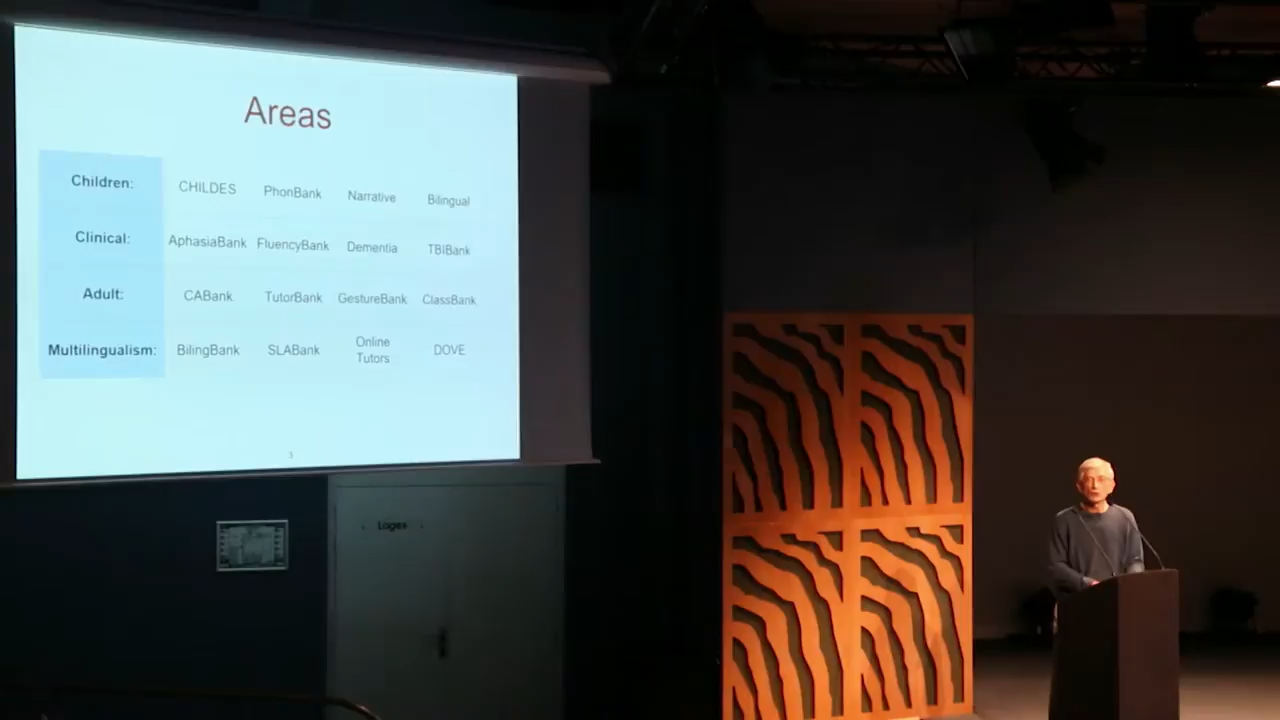 Areas
Children: CHILDES PhonBank Narrative Bilingual
Clinical: AphasiaBank FluencyBank Dementia TBIBank
Adult: CABank TutorBank GestureBank ClassBank
Multilingualism: BilingBank SLABank Online Tutors DOVE
3
Loges